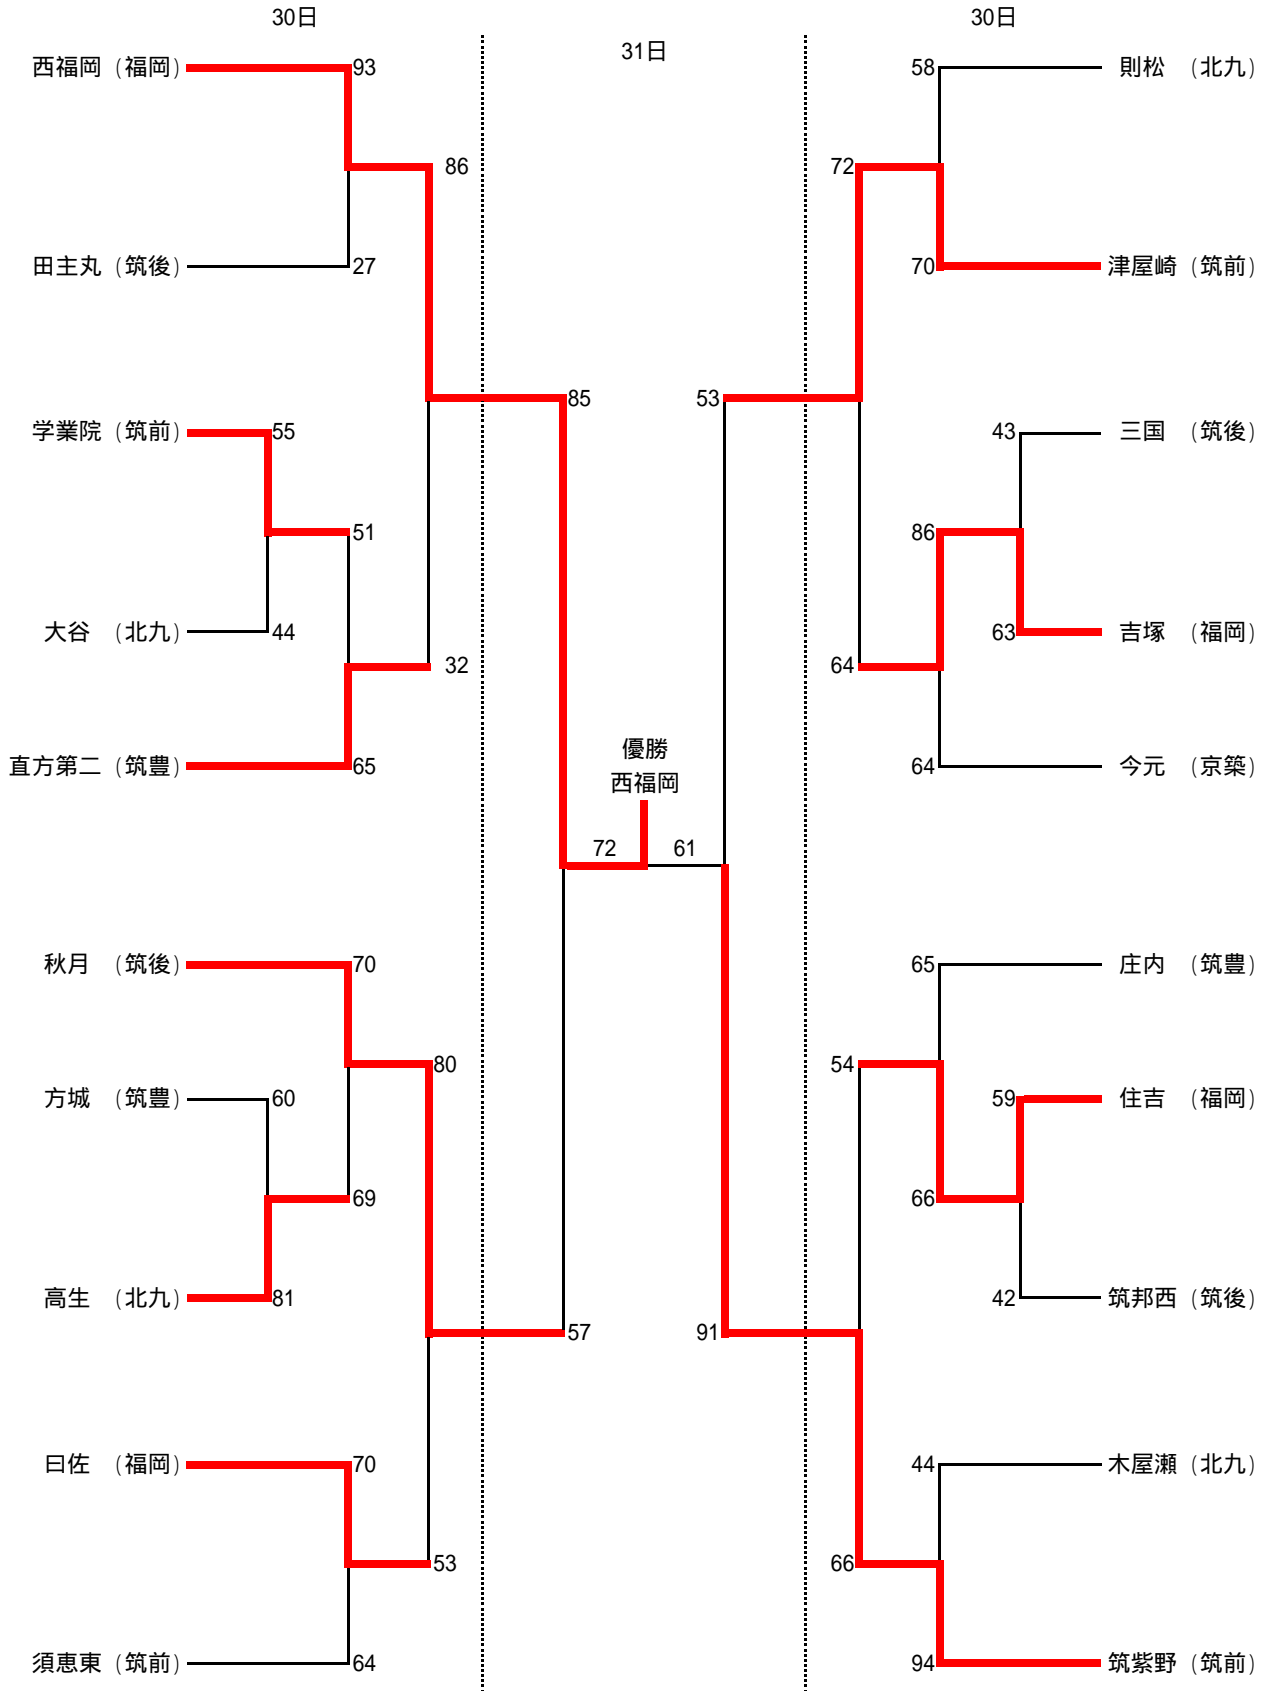 30日
30日
31日
西福岡 (福岡) 93
58 則松 (北九)
86
72
田主丸 (筑後) 27
70 津屋崎 (筑前)
85
53
学業院 (筑前) 55
43 三国 (筑後)
51
86
大谷 (北九) 44
63 吉塚 (福岡)
32
64
優勝
直方第二 (筑豊) 65
64 今元 (京築)
西福岡
72 61
秋月 (筑後) 70
65 庄内 (筑豊)
80
54
方城 (筑豊) 60
59 住吉 (福岡)
69
66
高生 (北九) 81
42 筑邦西 (筑後)
57
91
曰佐 (福岡) 70
44 木屋瀬 (北九)
53
66
須恵東 (筑前) 64
94 筑紫野 (筑前)